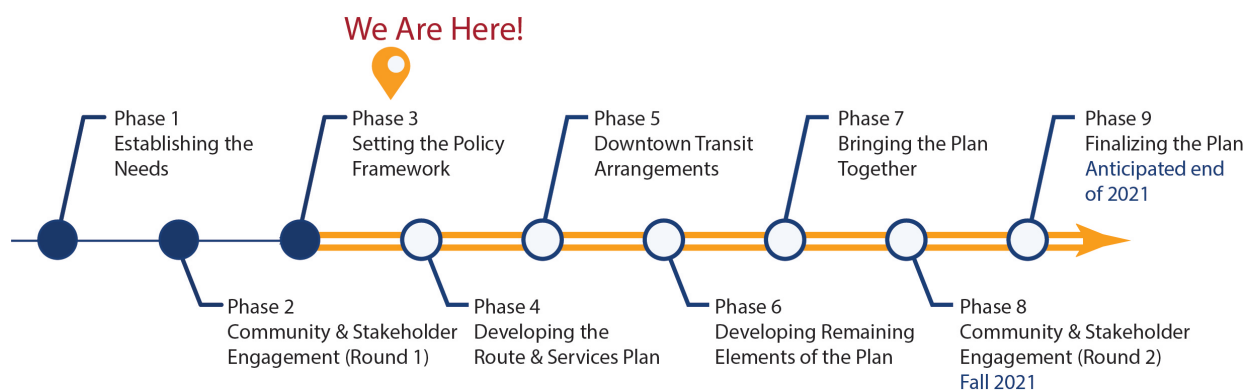 We Are Here!
Phase 1
Establishing the
Needs
Phase 2
Community & Stakeholder
Engagement (Round 1)
Phase 3
Setting the Policy
Framework
Phase 4
Developing the
Route & Services Plan
Phase 5
Downtown Transit
Arrangements
Phase 6
Developing Remaining
Elements of the Plan
Phase 7
Bringing the Plan
Together
Phase 8
Community & Stakeholder
Engagement (Round 2)
Fall 2021
Phase 9
Finalizing the Plan
Anticipated end
of 2021